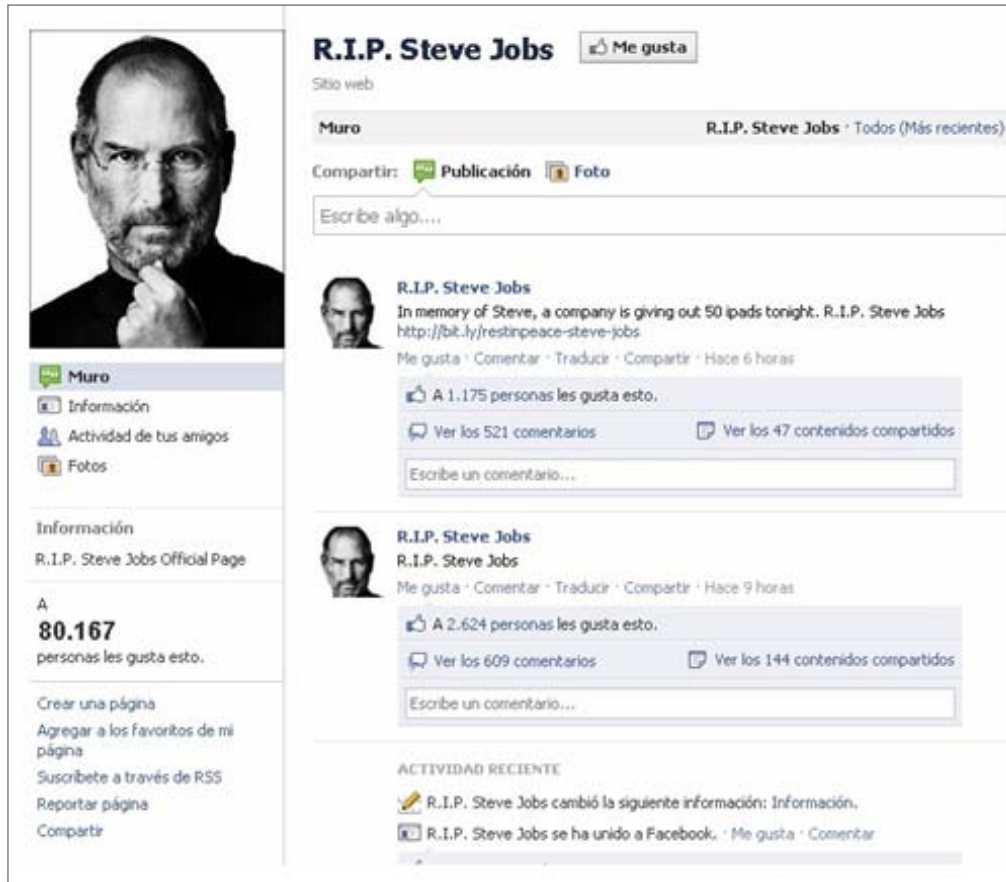 R.I.P. Steve Jobs Me gusta
Sitio web
Muro R.I.P. Steve Jobs · Todos (Más recientes)
Compartir: Publicación Foto
Escribe algo....
R.I.P. Steve Jobs
In memory of Steve, a company is giving out 50 ipads tonight. R.I.P. Steve Jobs
http://bit.ly/restinpeace-steve-jobs
Me gusta · Comentar · Traducir · Compartir · Hace 6 horas
A 1.175 personas les gusta esto.
Ver los 521 comentarios Ver los 47 contenidos compartidos
Escribe un comentario...
R.I.P. Steve Jobs
R.I.P. Steve Jobs
Me gusta · Comentar · Traducir · Compartir · Hace 9 horas
A 2.624 personas les gusta esto.
Ver los 609 comentarios Ver los 144 contenidos compartidos
Escribe un comentario...
ACTIVIDAD RECIENTE
R.I.P. Steve Jobs cambió la siguiente información: Información.
R.I.P. Steve Jobs se ha unido a Facebook. · Me gusta · Comentar
Muro
Información
Actividad de tus amigos
Fotos
Información
R.I.P. Steve Jobs Official Page
A
80.167
personas les gusta esto.
Crear una página
Agregar a los favoritos de mi
página
Suscríbete a través de RSS
Reportar página
Compartir